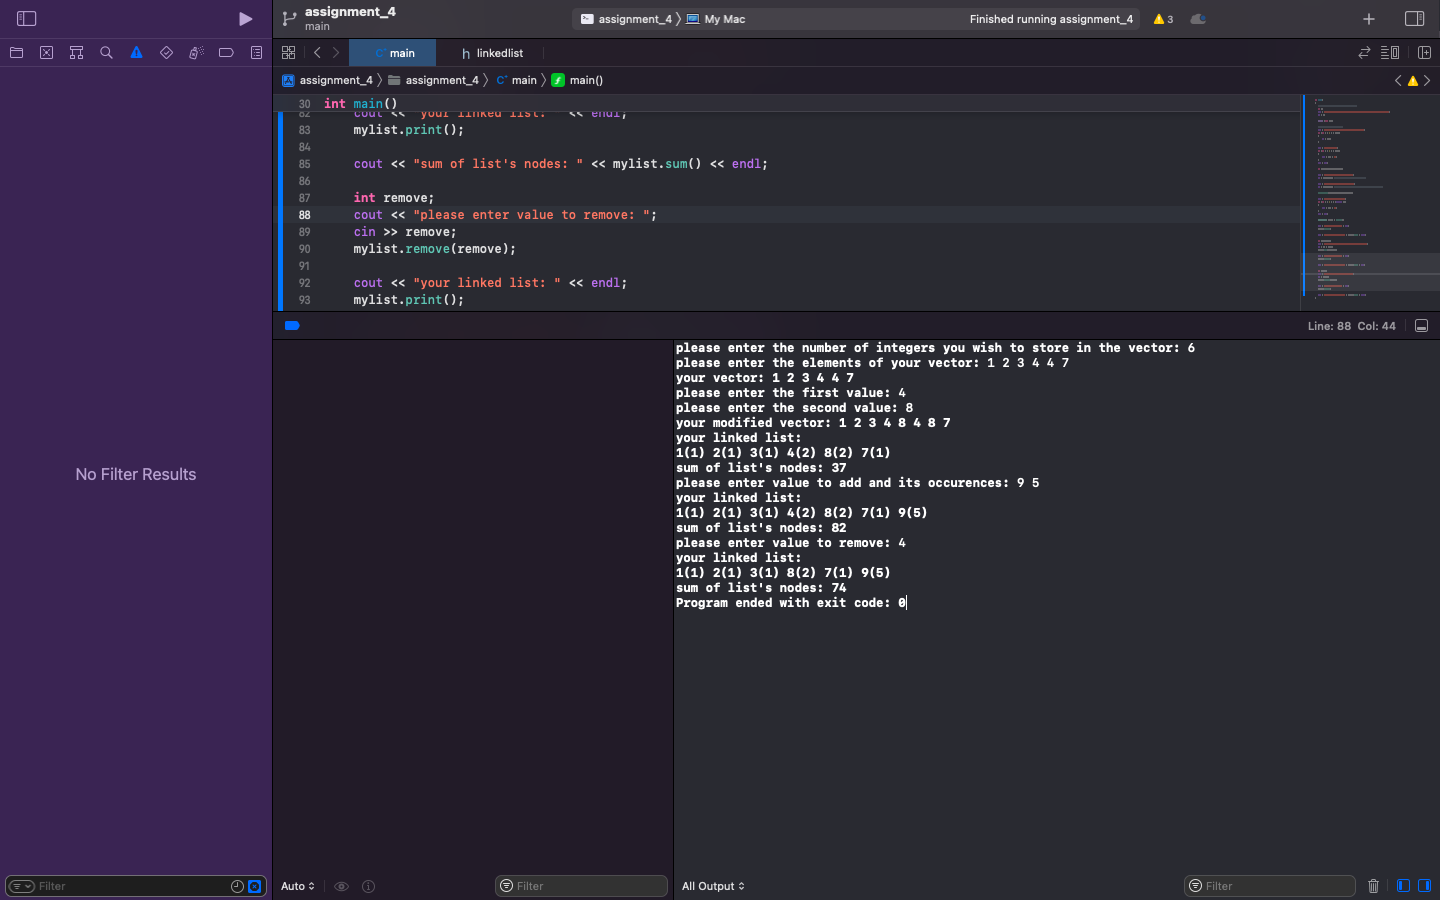 assignment_4
main
assignment_4 〉 My Mac
Finished running assignment_4
3
main
linkedlist
assignment_4 〉 assignment_4 〉 main 〉 main()
30 int main()
82 cout << "your linked list: " << endl;
83 mylist.print();
84
85 cout << "sum of list's nodes: " << mylist.sum() << endl;
86
87 int remove;
88 cout << "please enter value to remove: ";
89 cin >> remove;
90 mylist.remove(remove);
91
92 cout << "your linked list: " << endl;
93 mylist.print();
Line: 88 Col: 44
No Filter Results
please enter the number of integers you wish to store in the vector: 6
please enter the elements of your vector: 1 2 3 4 4 7
your vector: 1 2 3 4 4 7
please enter the first value: 4
please enter the second value: 8
your modified vector: 1 2 3 4 8 4 8 7
your linked list:
1(1) 2(1) 3(1) 4(2) 8(2) 7(1)
sum of list's nodes: 37
please enter value to add and its occurences: 9 5
your linked list:
1(1) 2(1) 3(1) 4(2) 8(2) 7(1) 9(5)
sum of list's nodes: 82
please enter value to remove: 4
your linked list:
1(1) 2(1) 3(1) 8(2) 7(1) 9(5)
sum of list's nodes: 74
Program ended with exit code: 0
Filter
Auto
Filter
All Output
Filter